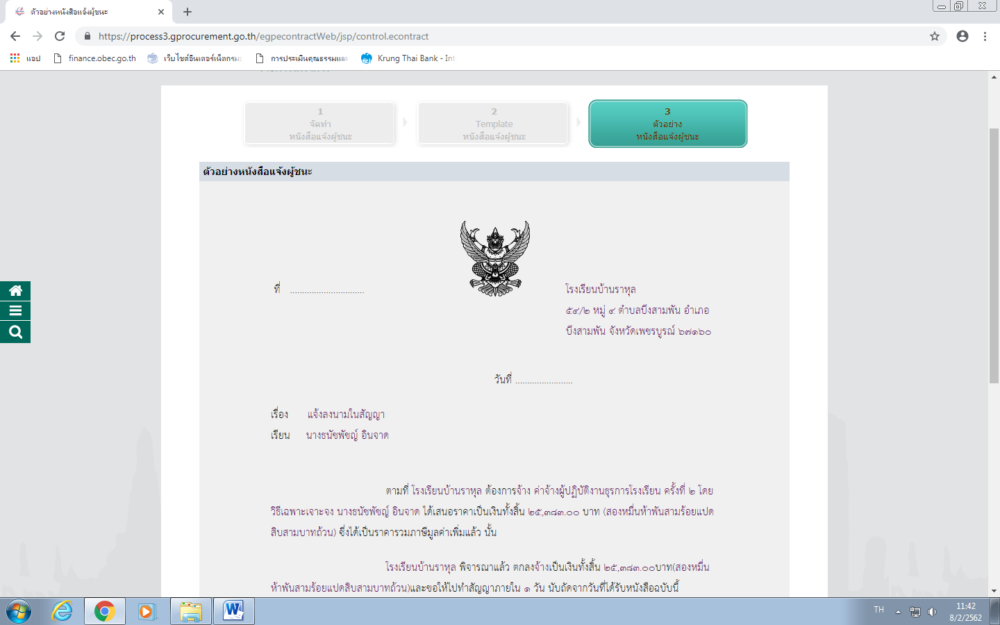 ตัวอย่างหนังสือแจ้งผู้ชนะ
https://process3.gprocurement.go.th/egpecontractWeb/jsp/control.econtract
แอป
finance.obec.go.th
เว็บไซต์อินเตอร์เน็ตกรม
การประเมินคุณธรรมและ
Krung Thai Bank - Int
1
จัดทำ
หนังสือแจ้งผู้ชนะ
2
Template
หนังสือแจ้งผู้ชนะ
3
ตัวอย่าง
หนังสือแจ้งผู้ชนะ
ตัวอย่างหนังสือแจ้งผู้ชนะ
ที่ ...............................
โรงเรียนบ้านราหุล
๕๔/๒ หมู่ ๔ ตำบลบึงสามพัน อำเภอ
บึงสามพัน จังหวัดเพชรบูรณ์ ๖๗๑๖๐
วันที่ ........................
เรื่อง แจ้งลงนามในสัญญา
เรียน นางธนัชพัชญ์ อินจาด
ตามที่ โรงเรียนบ้านราหุล ต้องการจ้าง ค่าจ้างผู้ปฏิบัติงานธุรการโรงเรียน ครั้งที่ ๒ โดย
วิธีเฉพาะเจาะจง นางธนัชพัชญ์ อินจาด ได้เสนอราคาเป็นเงินทั้งสิ้น ๒๕,๓๘๓.๐๐ บาท (สองหมื่นห้าพันสามร้อยแปด
สิบสามบาทถ้วน) ซึ่งได้เป็นราคารวมภาษีมูลค่าเพิ่มแล้ว นั้น
โรงเรียนบ้านราหุล พิจารณาแล้ว ตกลงจ้างเป็นเงินทั้งสิ้น ๒๕,๓๘๓.๐๐บาท(สองหมื่น
ห้าพันสามร้อยแปดสิบสามบาทถ้วน)และขอให้ไปทำสัญญาภายใน ๑ วัน นับถัดจากวันที่ได้รับหนังสือฉบับนี้
TH
11:42
8/2/2562